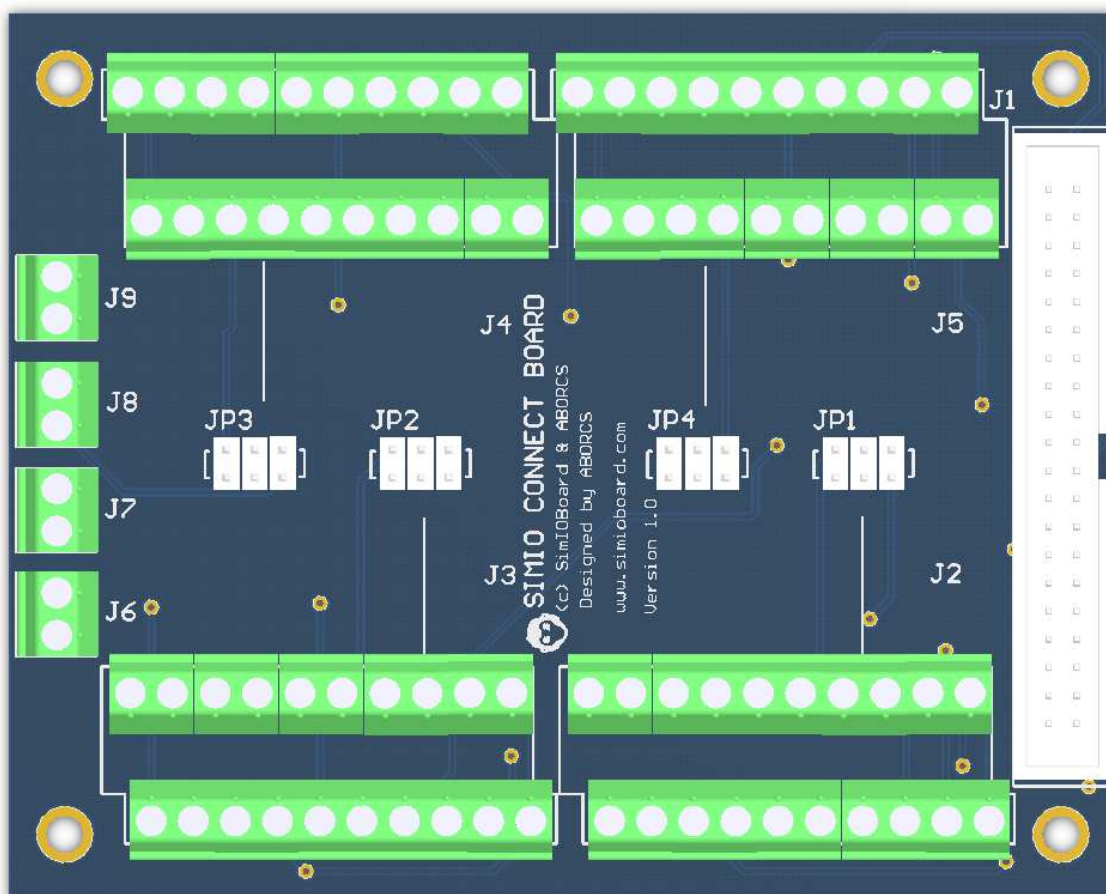 J1
J9
J4
J5
J8
JP3
JP2
JP4
JP1
J7
J3
J2
J6
SIMIO CONNECT BOARD
(c) SimIOBoard & ABORCS
Designed by ABORCS
www.simioboard.com
Version 1.0